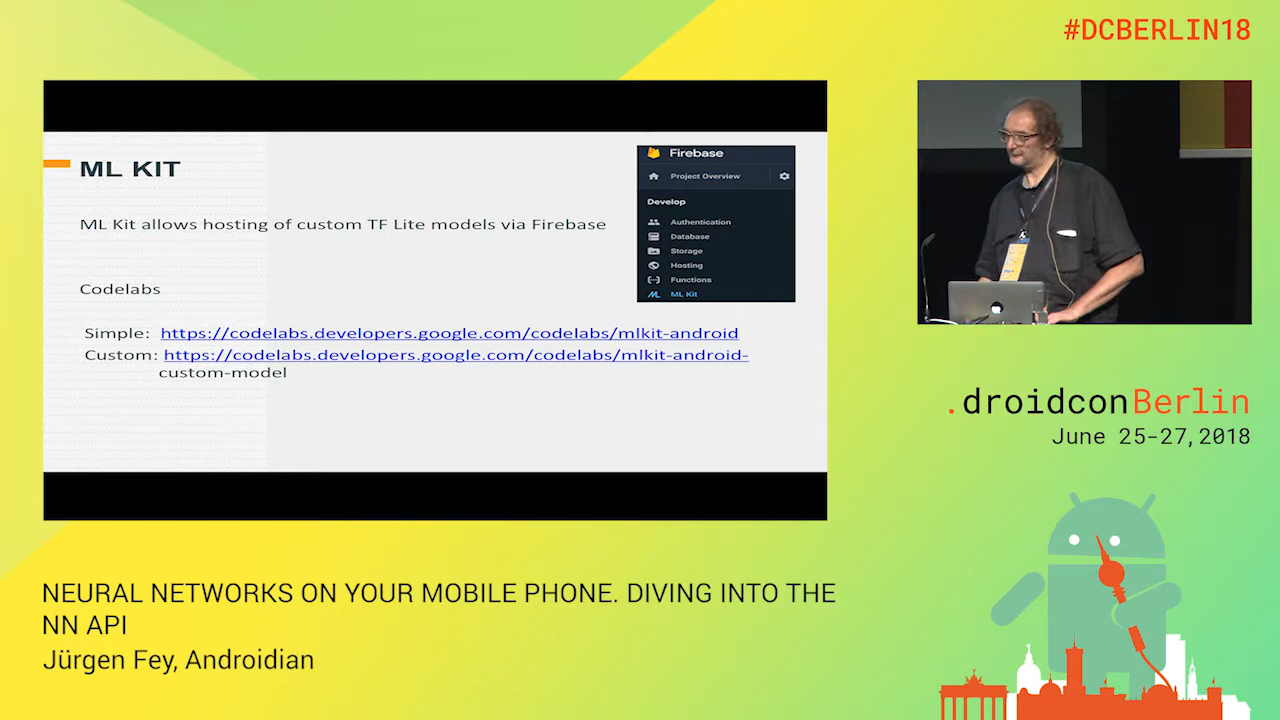 #DCBERLIN18
ML KIT
ML Kit allows hosting of custom TF Lite models via Firebase
Codelabs
Simple: https://codelabs.developers.google.com/codelabs/mlkit-android
Custom: https://codelabs.developers.google.com/codelabs/mlkit-android-
custom-model
Firebase
Project Overview
Develop
Authentication
Database
Storage
Hosting
Functions
ML Kit
.droidconBerlin
June 25-27, 2018
NEURAL NETWORKS ON YOUR MOBILE PHONE. DIVING INTO THE
NN API
Jürgen Fey, Androidian